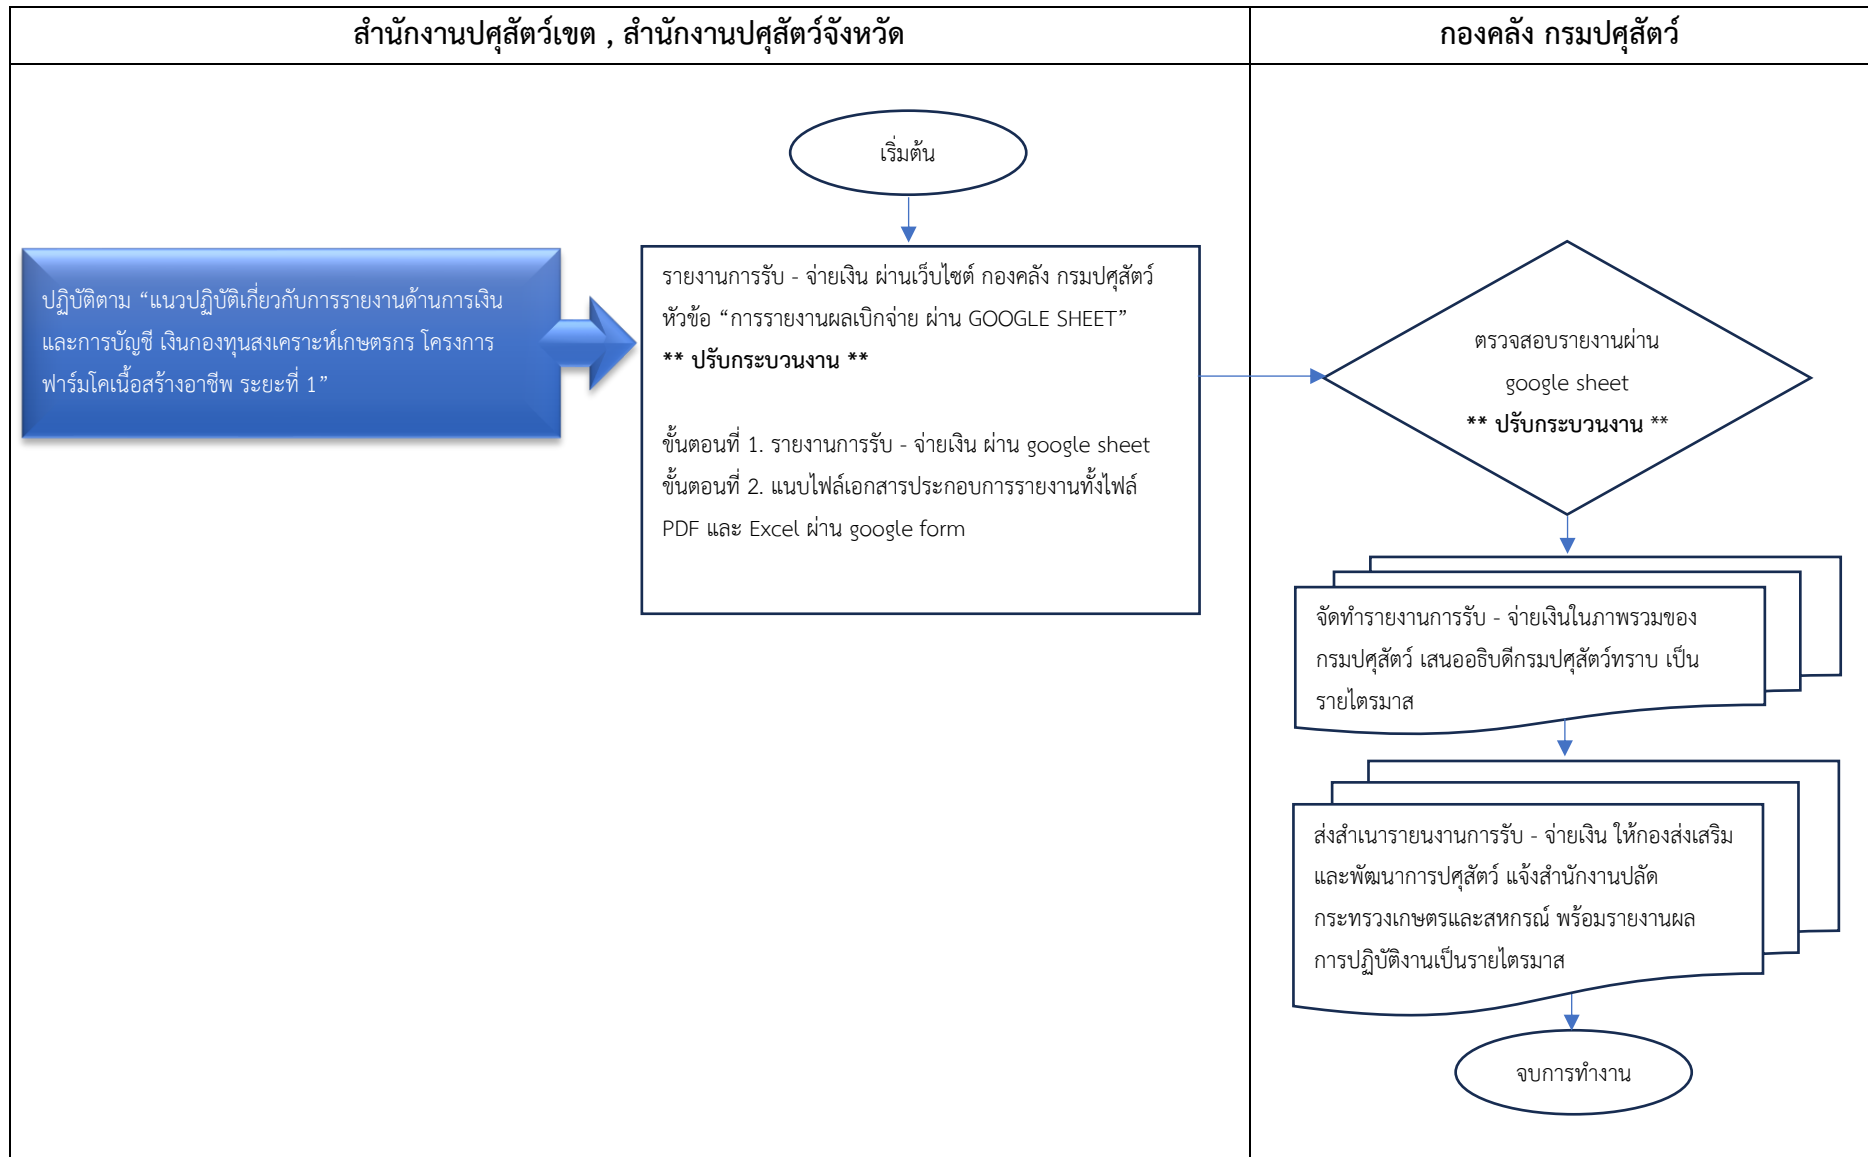 สำนักงานปศุสัตว์เขต , สำนักงานปศุสัตว์จังหวัด
กองคลัง กรมปศุสัตว์
เริ่มต้น
ปฏิบัติตาม “แนวปฏิบัติเกี่ยวกับการรายงานด้านการเงิน
และการบัญชี เงินกองทุนสงเคราะห์เกษตรกร โครงการ
ฟาร์มโคเนื้อสร้างอาชีพ ระยะที่ 1”
รายงานการรับ - จ่ายเงิน ผ่านเว็บไซต์ กองคลัง กรมปศุสัตว์
หัวข้อ “การรายงานผลเบิกจ่าย ผ่าน GOOGLE SHEET”
** ปรับกระบวนงาน **
ขั้นตอนที่ 1. รายงานการรับ - จ่ายเงิน ผ่าน google sheet
ขั้นตอนที่ 2. แนบไฟล์เอกสารประกอบการรายงานทั้งไฟล์
PDF และ Excel ผ่าน google form
ตรวจสอบรายงานผ่าน
google sheet
** ปรับกระบวนงาน **
จัดทำรายงานการรับ - จ่ายเงินในภาพรวมของ
กรมปศุสัตว์ เสนออธิบดีกรมปศุสัตว์ทราบ เป็น
รายไตรมาส
ส่งสำเนารายนงานการรับ - จ่ายเงิน ให้กองส่งเสริม
และพัฒนาการปศุสัตว์ แจ้งสำนักงานปลัด
กระทรวงเกษตรและสหกรณ์ พร้อมรายงานผล
การปฏิบัติงานเป็นรายไตรมาส
จบการทำงาน